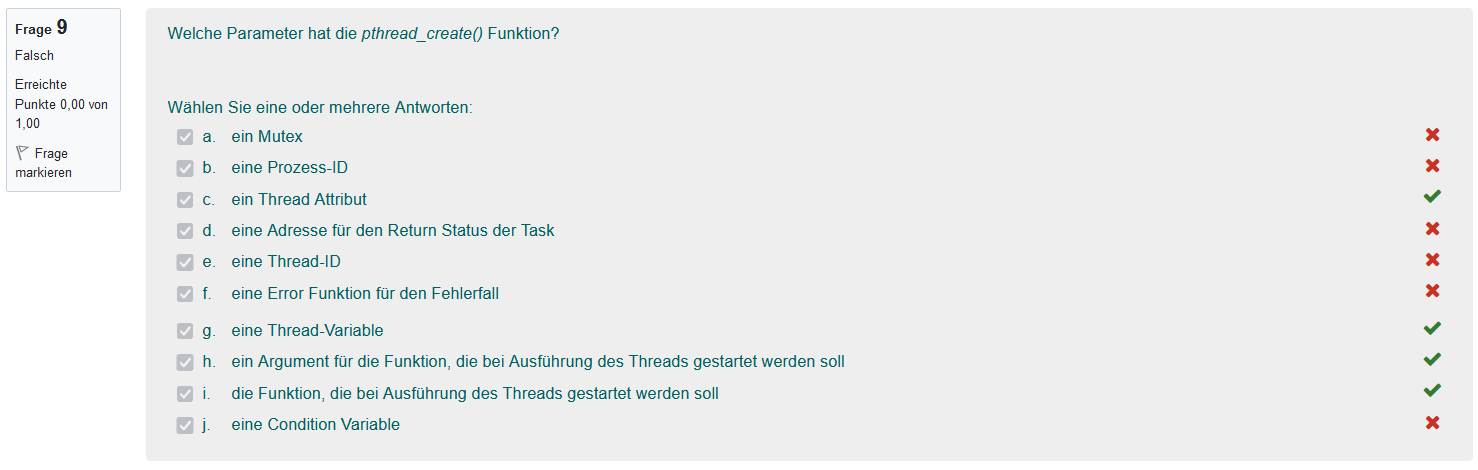 Frage 9
Falsch
Erreichte
Punkte 0,00 von
1,00
Frage
markieren
Welche Parameter hat die pthread_create() Funktion?
Wählen Sie eine oder mehrere Antworten:
a. ein Mutex
b. eine Prozess-ID
c. ein Thread Attribut
d. eine Adresse für den Return Status der Task
e. eine Thread-ID
f. eine Error Funktion für den Fehlerfall
g. eine Thread-Variable
h. ein Argument für die Funktion, die bei Ausführung des Threads gestartet werden soll
i. die Funktion, die bei Ausführung des Threads gestartet werden soll
j. eine Condition Variable